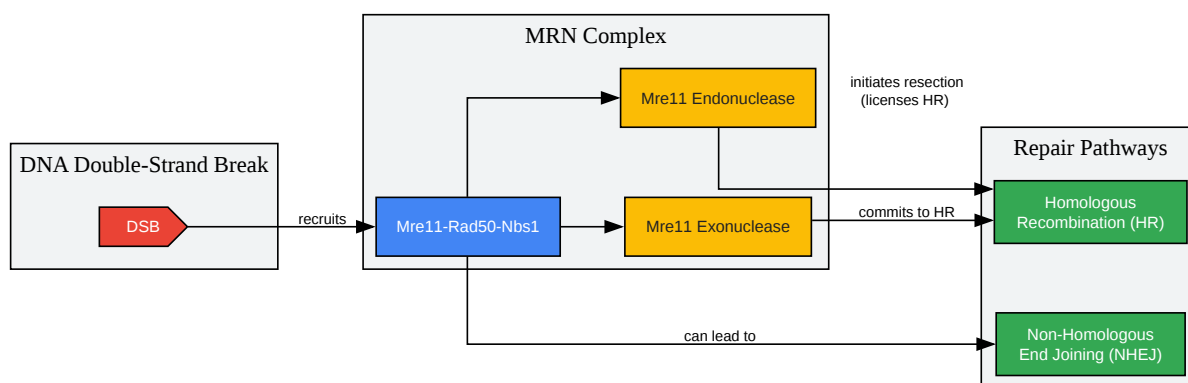 MRN Complex
Mre11 Endonuclease
initiates resection
(licenses HR)
DNA Double-Strand Break
Repair Pathways
DSB
recruits
Mre11-Rad50-Nbs1
Mre11 Exonuclease
commits to HR
Homologous
Recombination (HR)
can lead to
Non-Homologous
End Joining (NHEJ)